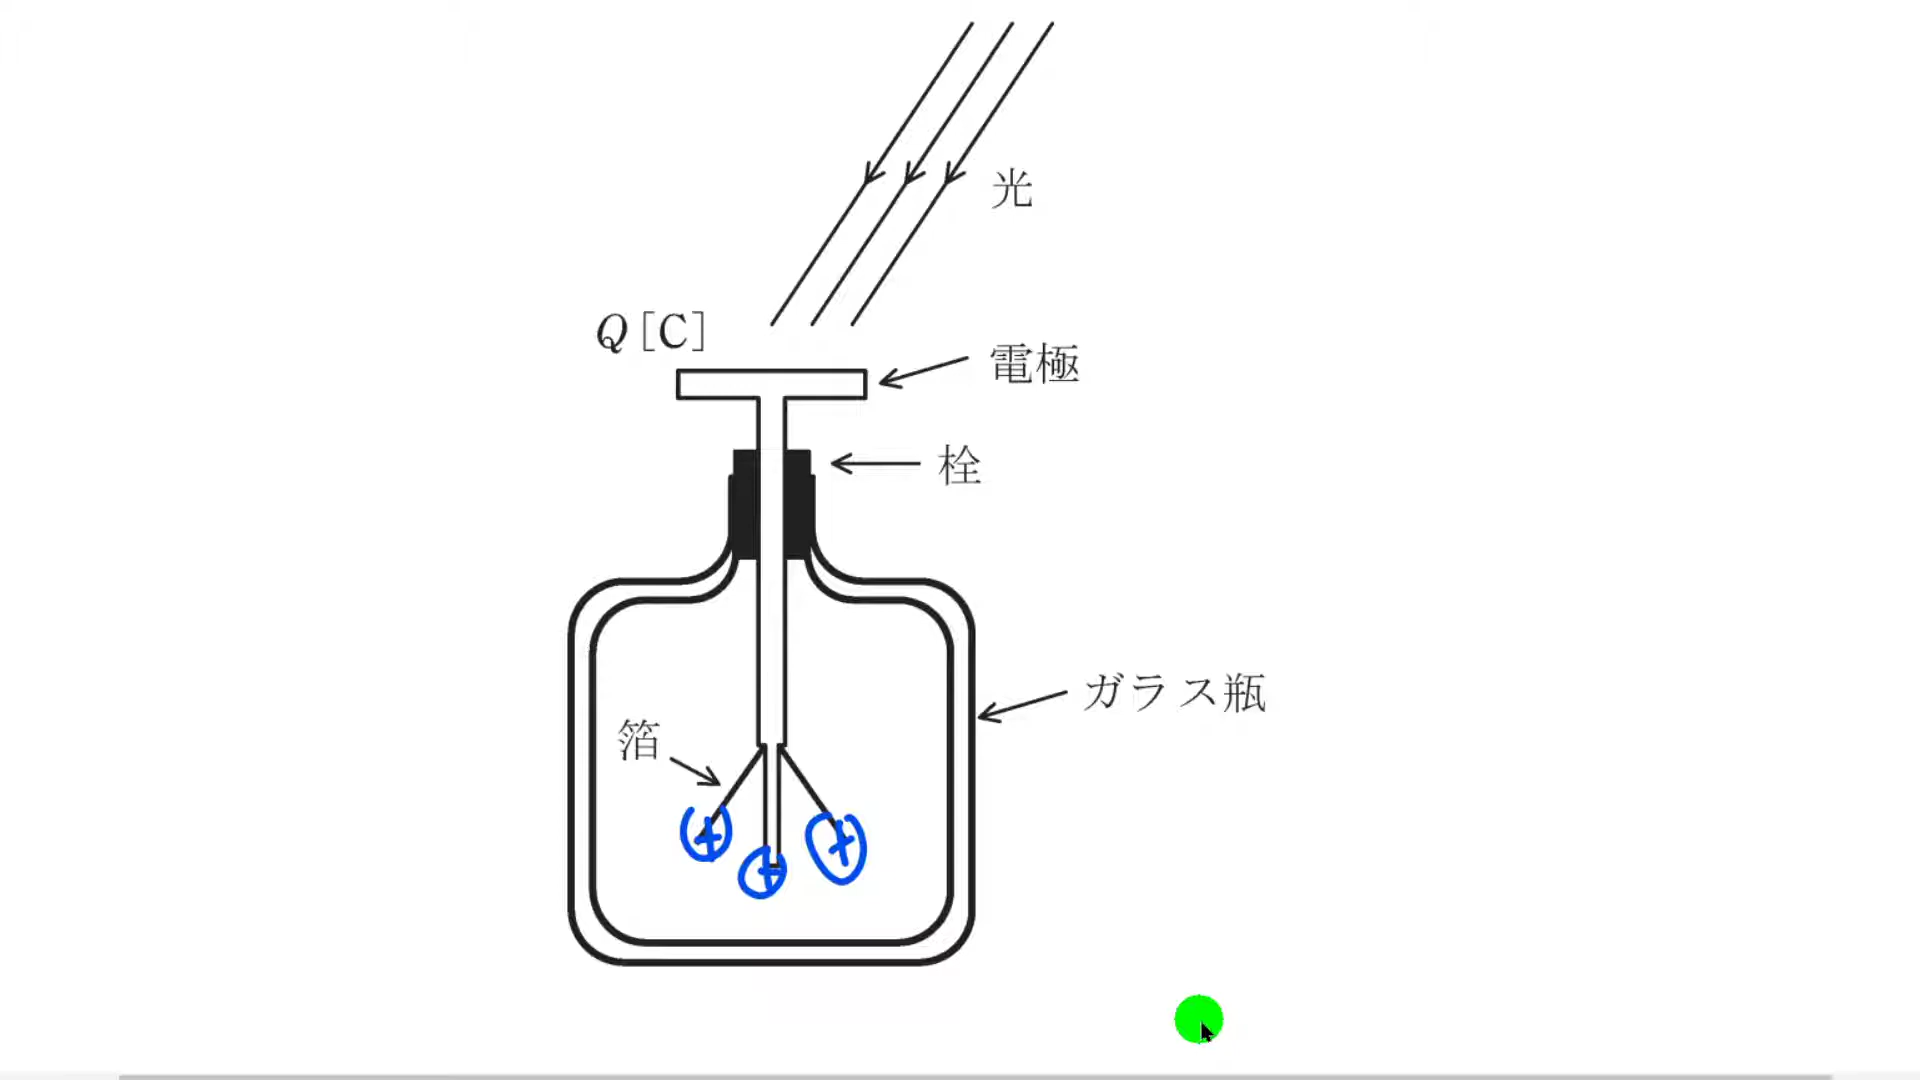 光
Q[C]
電極
栓
ガラス瓶
箔
+
+
+